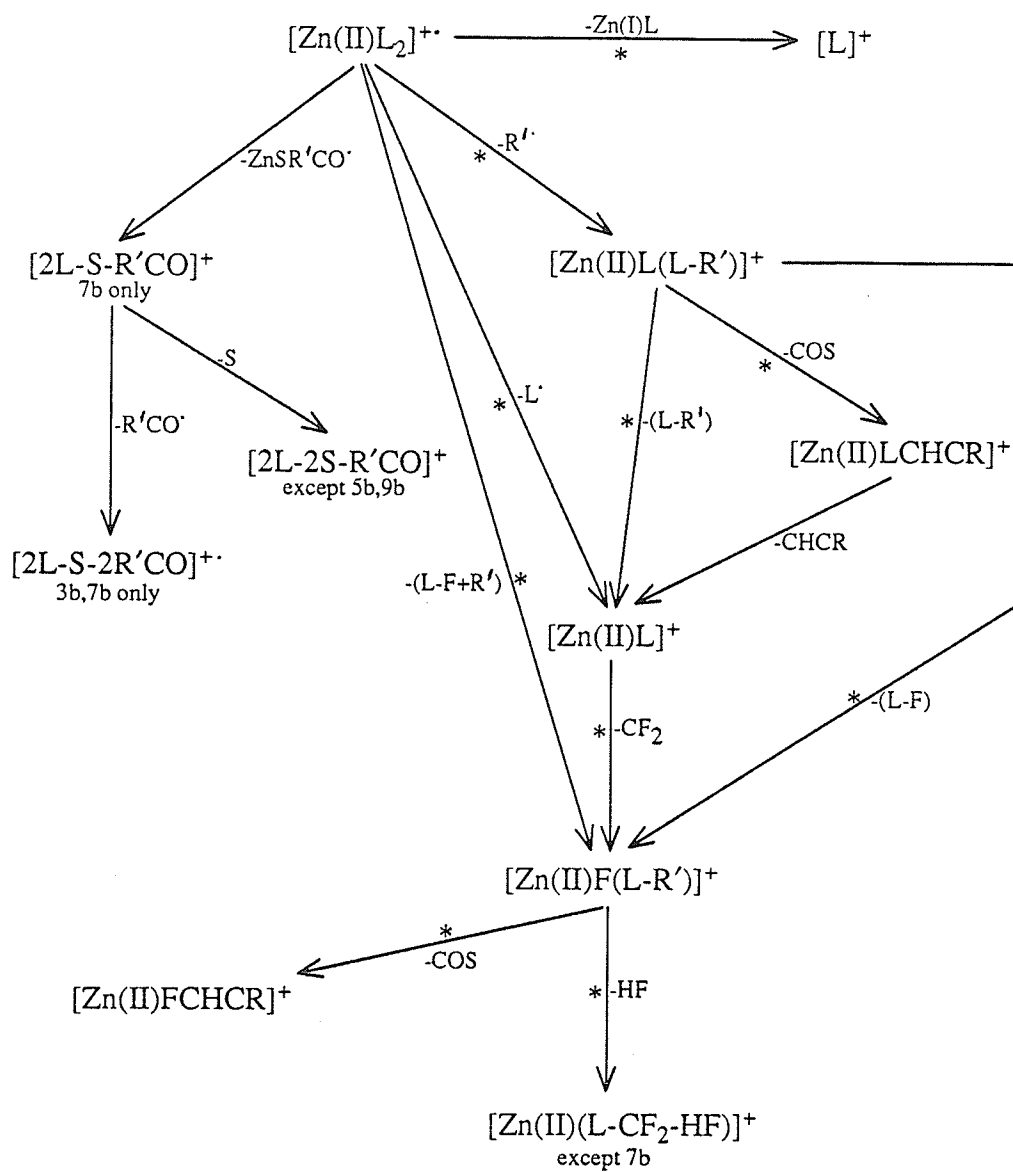 [Zn(II)L₂]⁺· -Zn(I)L * [L]⁺
-ZnSR′CO·
* -R′·
[2L-S-R′CO]⁺
7b only
[Zn(II)L(L-R′)]⁺
-S
* -COS
-R′CO·
* -L·
* -(L-R′)
[2L-2S-R′CO]⁺
except 5b,9b
[Zn(II)LCHCR]⁺
-CHCR
[2L-S-2R′CO]⁺·
3b,7b only
-(L-F+R′) *
[Zn(II)L]⁺
* -(L-F)
* -CF₂
[Zn(II)F(L-R′)]⁺
*
-COS
* -HF
[Zn(II)FCHCR]⁺
[Zn(II)(L-CF₂-HF)]⁺
except 7b